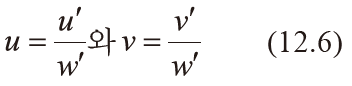 u = u′/w′ 와 v = v′/w′ (12.6)